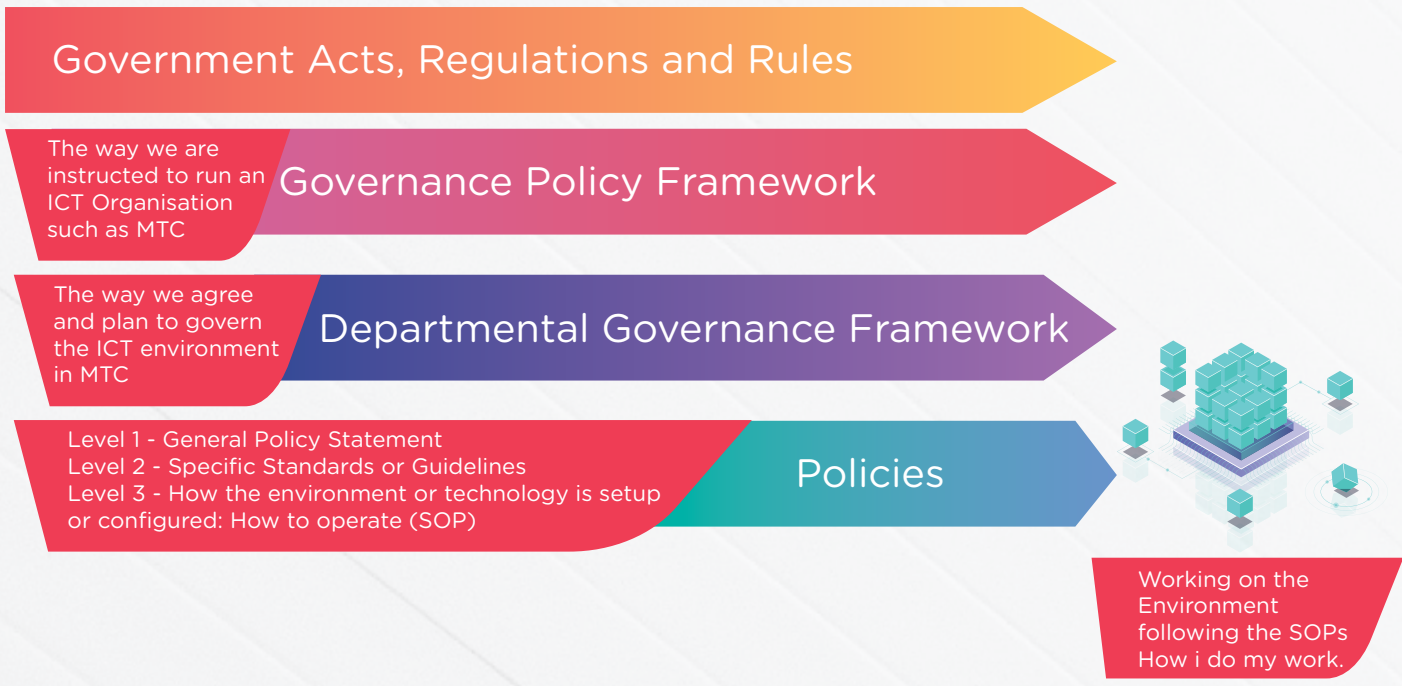 Government Acts, Regulations and Rules
The way we are
instructed to run an
ICT Organisation
such as MTC
Governance Policy Framework
The way we agree
and plan to govern
the ICT environment
in MTC
Departmental Governance Framework
Level 1 - General Policy Statement
Level 2 - Specific Standards or Guidelines
Level 3 - How the environment or technology is setup
or configured: How to operate (SOP)
Policies
Working on the
Environment
following the SOPs
How i do my work.